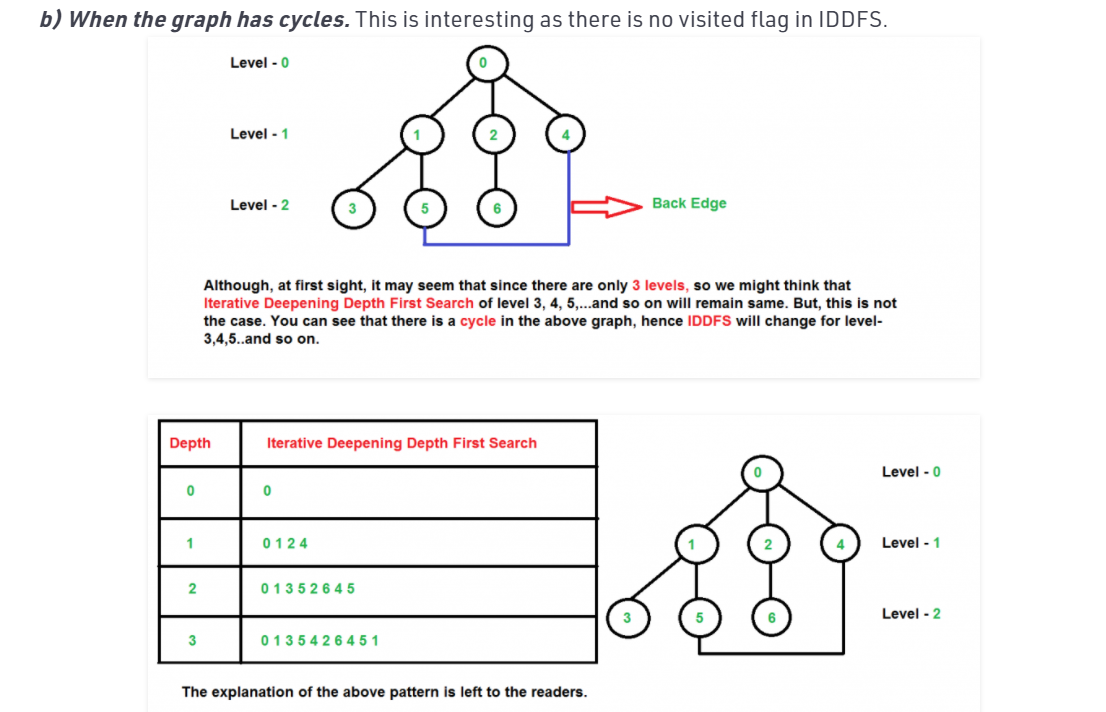 b) When the graph has cycles. This is interesting as there is no visited flag in IDDFS.
Level - 0
0
Level - 1
1 2 4
Level - 2
3 5 6
Back Edge
Although, at first sight, it may seem that since there are only 3 levels, so we might think that
Iterative Deepening Depth First Search of level 3, 4, 5,...and so on will remain same. But, this is not
the case. You can see that there is a cycle in the above graph, hence IDDFS will change for level-
3,4,5..and so on.
Depth Iterative Deepening Depth First Search
0 0
1 0 1 2 4
2 0 1 3 5 2 6 4 5
3 0 1 3 5 4 2 6 4 5 1
0 Level - 0
1 2 4 Level - 1
3 5 6 Level - 2
The explanation of the above pattern is left to the readers.